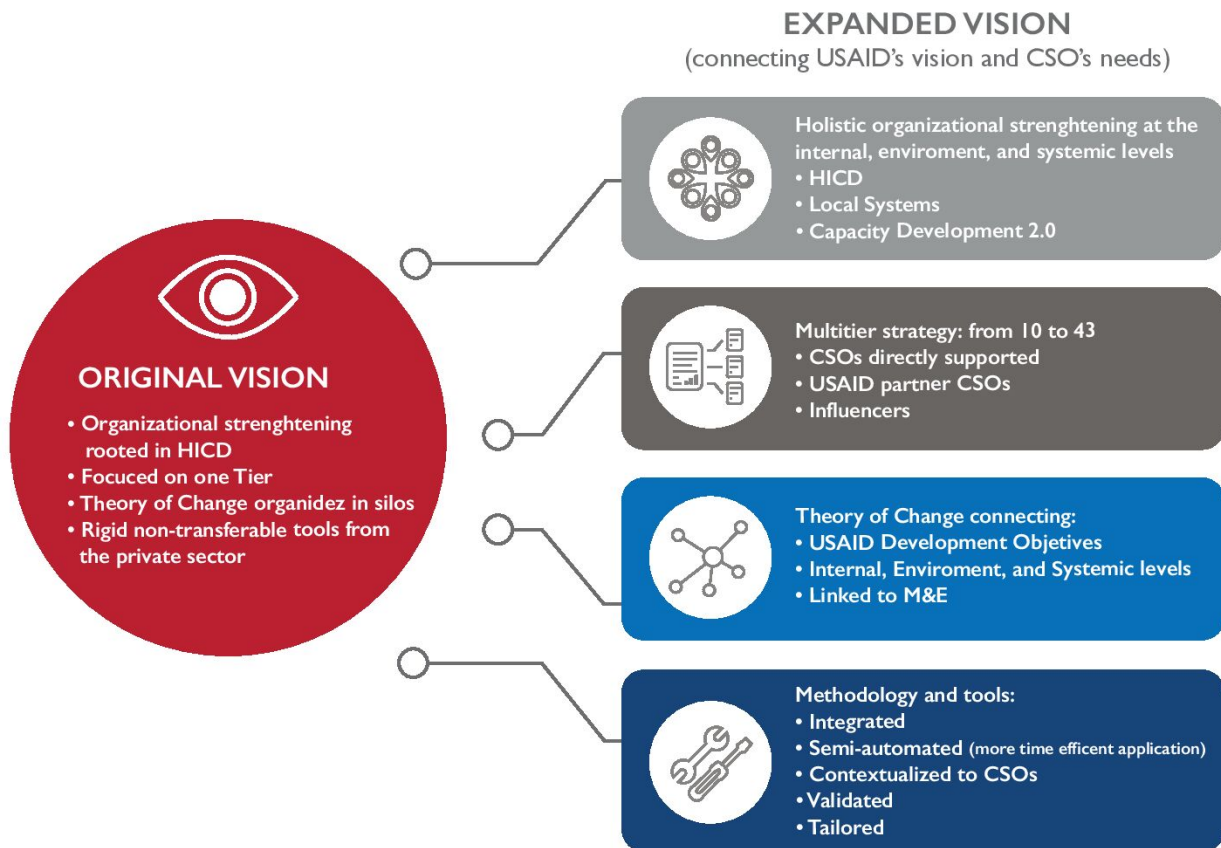 EXPANDED VISION
(connecting USAID's vision and CSO's needs)
ORIGINAL VISION
• Organizational strenghtening
rooted in HICD
• Focused on one Tier
• Theory of Change organidez in silos
• Rigid non-transferable tools from
the private sector
Holistic organizational strenghtening at the
internal, enviroment, and systemic levels
• HICD
• Local Systems
• Capacity Development 2.0
Multitier strategy: from 10 to 43
• CSOs directly supported
• USAID partner CSOs
• Influencers
Theory of Change connecting:
• USAID Development Objetives
• Internal, Enviroment, and Systemic levels
• Linked to M&E
Methodology and tools:
• Integrated
• Semi-automated (more time efficent application)
• Contextualized to CSOs
• Validated
• Tailored